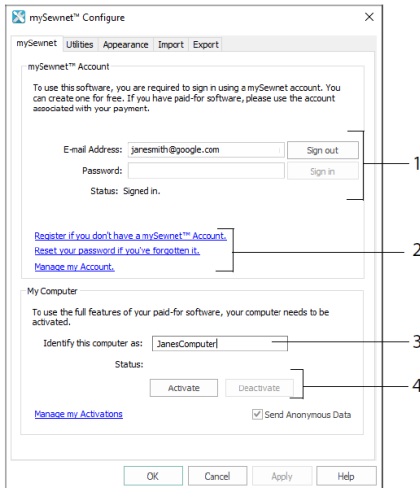 mySewnet™ Configure
mySewnet Utilities Appearance Import Export
mySewnet™ Account
To use this software, you are required to sign in using a mySewnet account. You
can create one for free. If you have paid-for software, please use the account
associated with your payment.
E-mail Address: janesmith@google.com Sign out
1
Password: Sign in
Status: Signed in.
Register if you don't have a mySewnet™ Account.
2
Reset your password if you've forgotten it.
Manage my Account.
My Computer
To use the full features of your paid-for software, your computer needs to be
activated.
Identify this computer as: JanesComputer 3
Status:
4
Activate Deactivate
Manage my Activations Send Anonymous Data
OK Cancel Apply Help